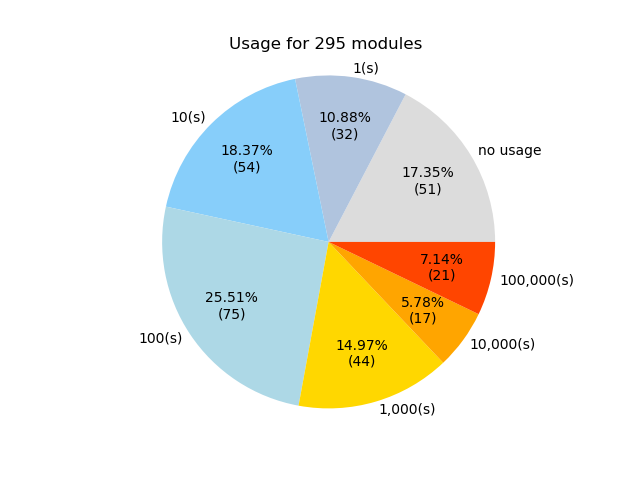 Usage for 295 modules
1(s)
10.88%
(32)
10(s)
18.37%
(54)
no usage
17.35%
(51)
100(s)
25.51%
(75)
7.14%
(21)
100,000(s)
5.78%
(17)
10,000(s)
14.97%
(44)
1,000(s)